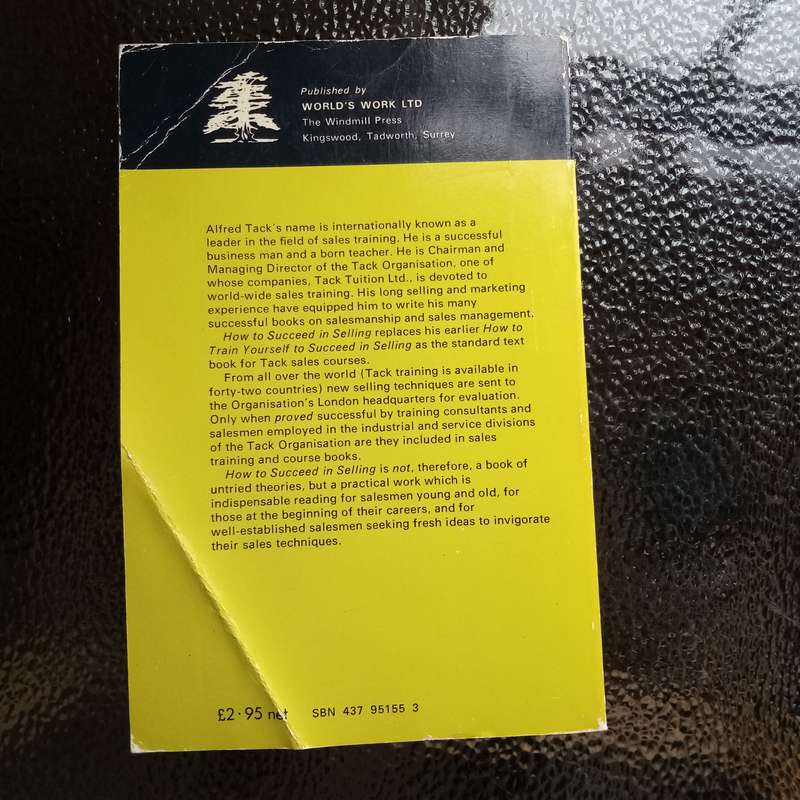 Published by
WORLD'S WORK LTD
The Windmill Press
Kingswood, Tadworth, Surrey
Alfred Tack's name is internationally known as a
leader in the field of sales training. He is a successful
business man and a born teacher. He is Chairman and
Managing Director of the Tack Organisation, one of
whose companies, Tack Tuition Ltd., is devoted to
world-wide sales training. His long selling and marketing
experience have equipped him to write his many
successful books on salesmanship and sales management.
How to Succeed in Selling replaces his earlier How to
Train Yourself to Succeed in Selling as the standard text
book for Tack sales courses.
From all over the world (Tack training is available in
forty-two countries) new selling techniques are sent to
the Organisation's London headquarters for evaluation.
Only when proved successful by training consultants and
salesmen employed in the industrial and service divisions
of the Tack Organisation are they included in sales
training and course books.
How to Succeed in Selling is not, therefore, a book of
untried theories, but a practical work which is
indispensable reading for salesmen young and old, for
those at the beginning of their careers, and for
well-established salesmen seeking fresh ideas to invigorate
their sales techniques.
£2·95 net SBN 437 95155 3